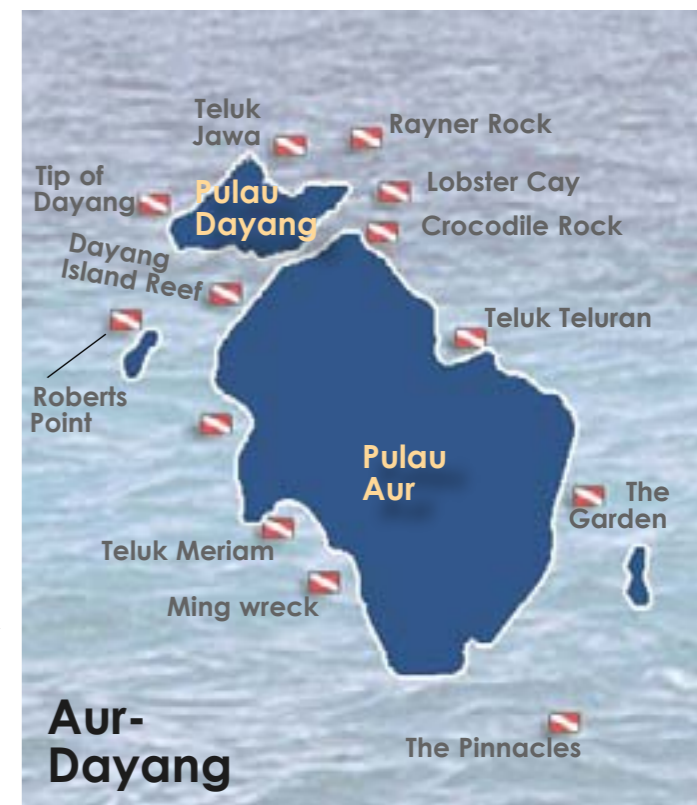 Teluk
Jawa
Rayner Rock
Tip of
Dayang
Pulau
Dayang
Lobster Cay
Crocodile Rock
Dayang
Island Reef
Teluk Teluran
Roberts
Point
Pulau
Aur
The
Garden
Teluk Meriam
Ming wreck
Aur-
Dayang
The Pinnacles